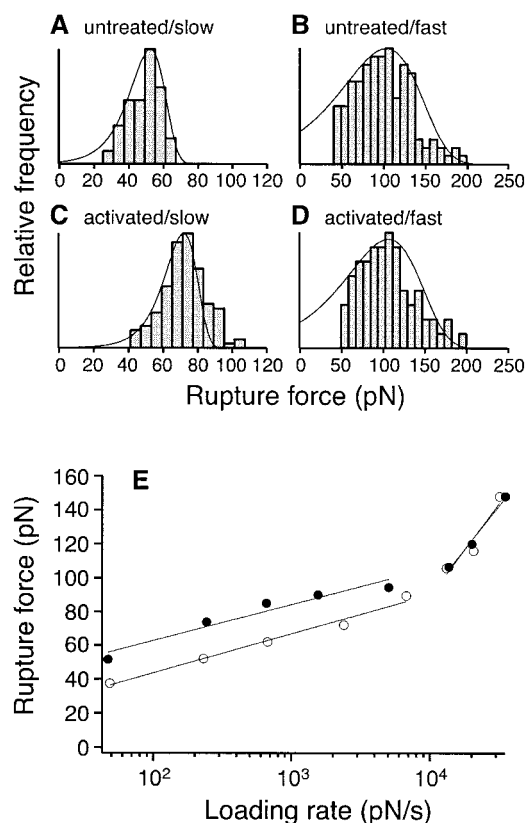 A untreated/slow
B untreated/fast
0 20 40 60 80 100 120
0 50 100 150 200 250
C activated/slow
D activated/fast
0 20 40 60 80 100 120
0 50 100 150 200 250
Relative frequency
Rupture force (pN)
E
160
140
120
100
80
60
40
20
0
Rupture force (pN)
10² 10³ 10⁴
Loading rate (pN/s)